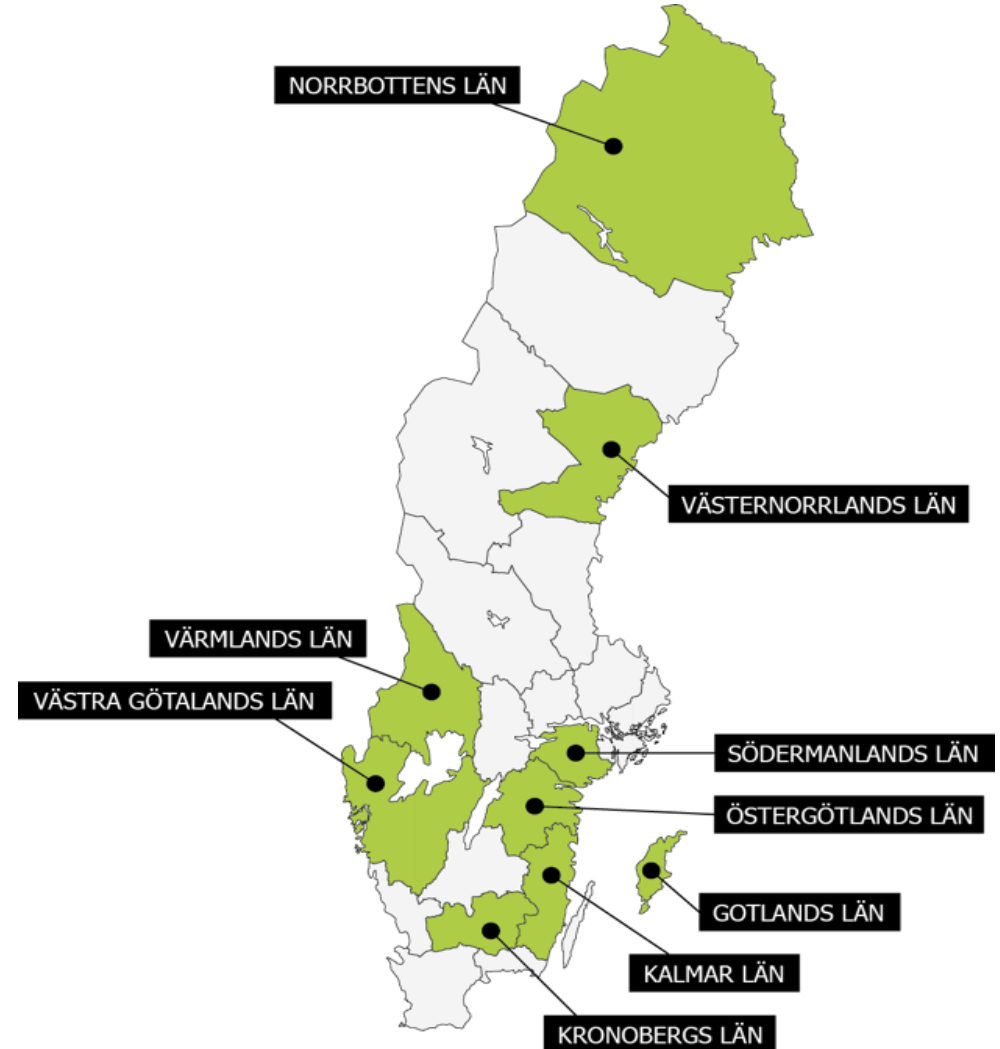 NORRBOTTENS LÄN
VÄSTERNORRLANDS LÄN
VÄRMLANDS LÄN
VÄSTRA GÖTALANDS LÄN
SÖDERMANLANDS LÄN
ÖSTERGÖTLANDS LÄN
GOTLANDS LÄN
KALMAR LÄN
KRONOBERGS LÄN